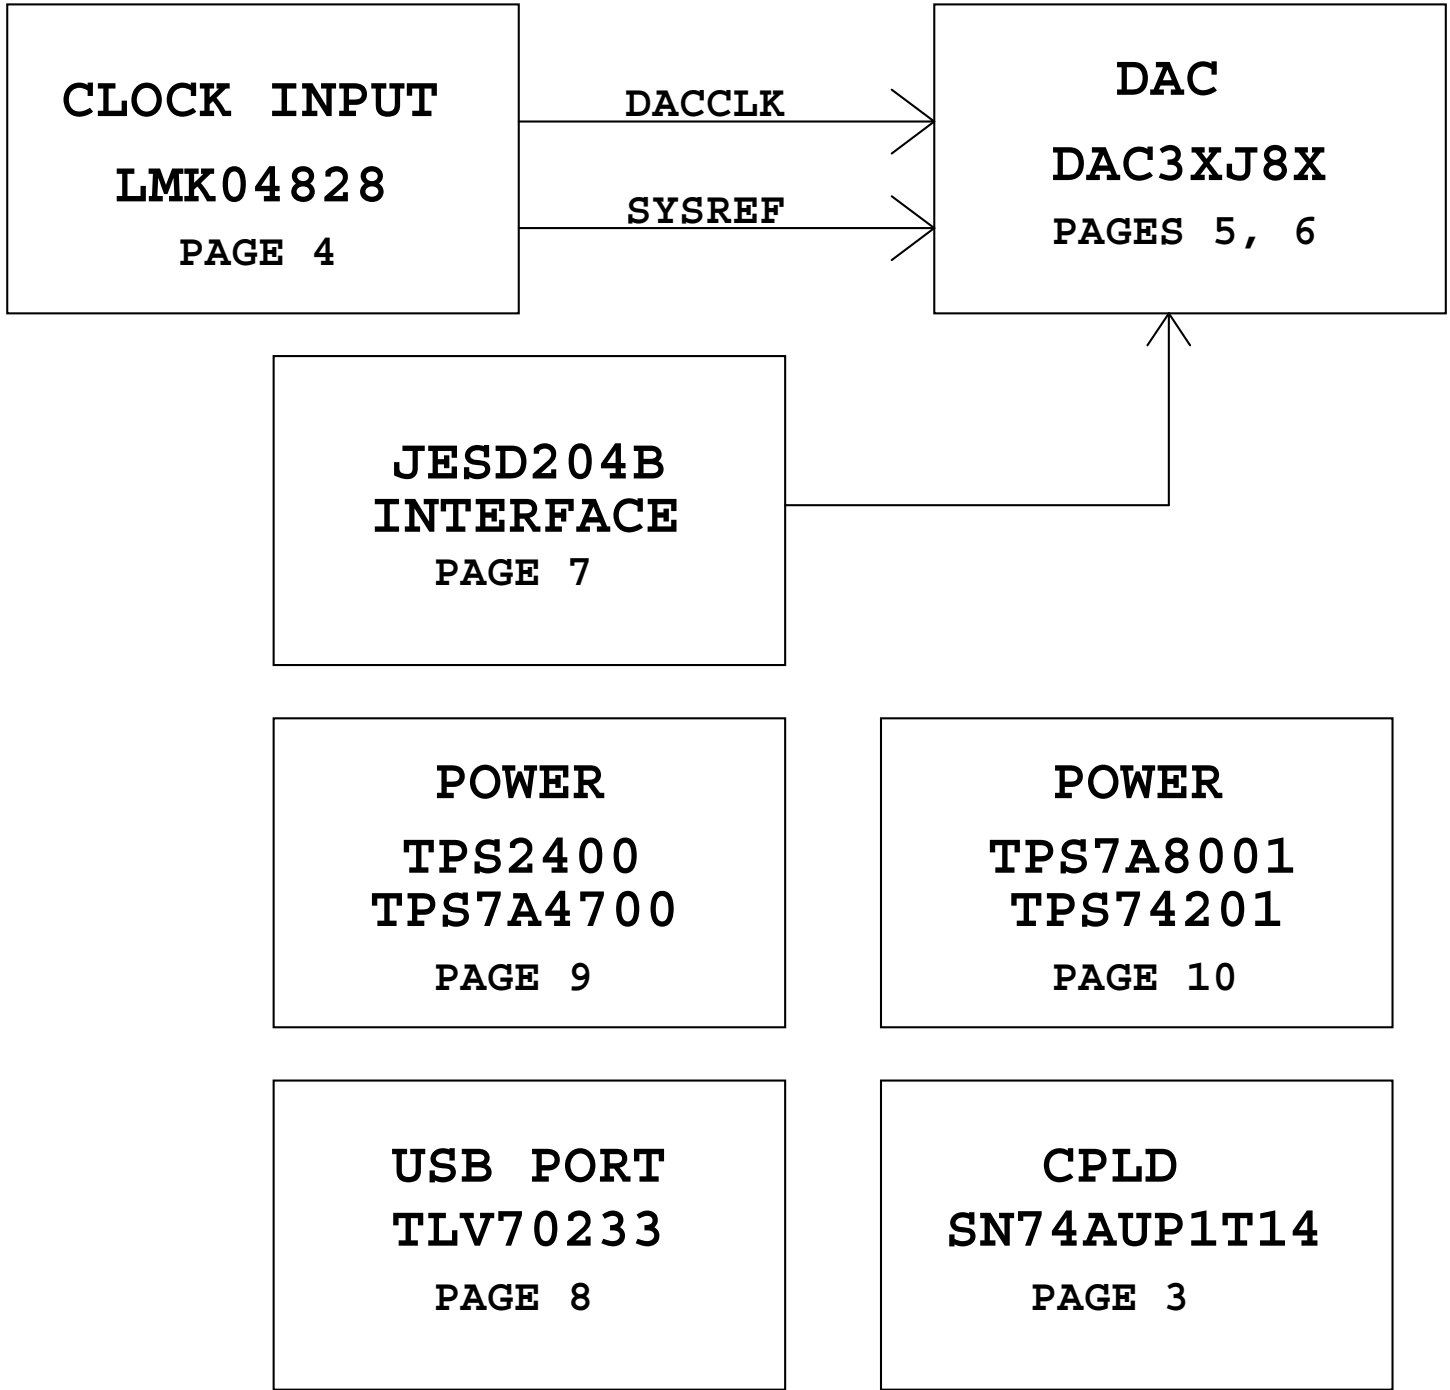 CLOCK INPUT
LMK04828
PAGE 4
DACCLK
SYSREF
DAC
DAC3XJ8X
PAGES 5, 6
JESD204B
INTERFACE
PAGE 7
POWER
TPS2400
TPS7A4700
PAGE 9
POWER
TPS7A8001
TPS74201
PAGE 10
USB PORT
TLV70233
PAGE 8
CPLD
SN74AUP1T14
PAGE 3